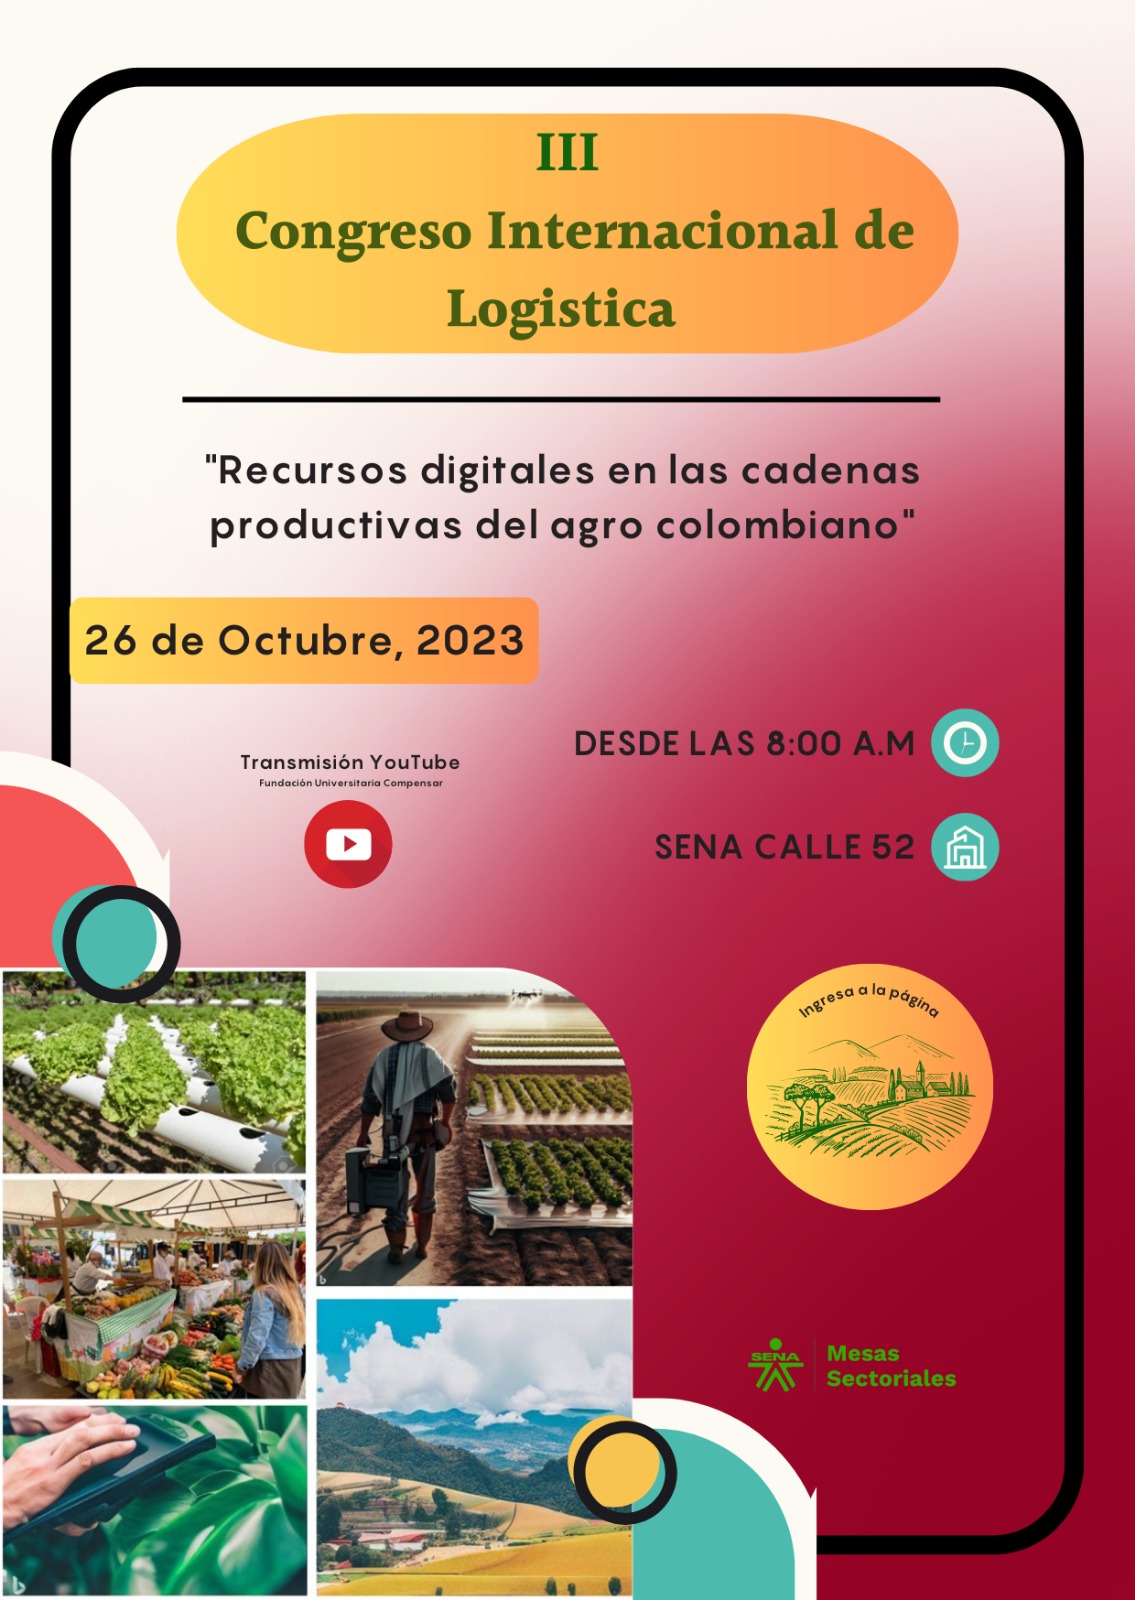 III
Congreso Internacional de
Logistica
"Recursos digitales en las cadenas
productivas del agro colombiano"
26 de Octubre, 2023
DESDE LAS 8:00 A.M
Transmisión YouTube
Fundación Universitaria Compensar
SENA CALLE 52
Ingresa a la página
SENA
Mesas
Sectoriales